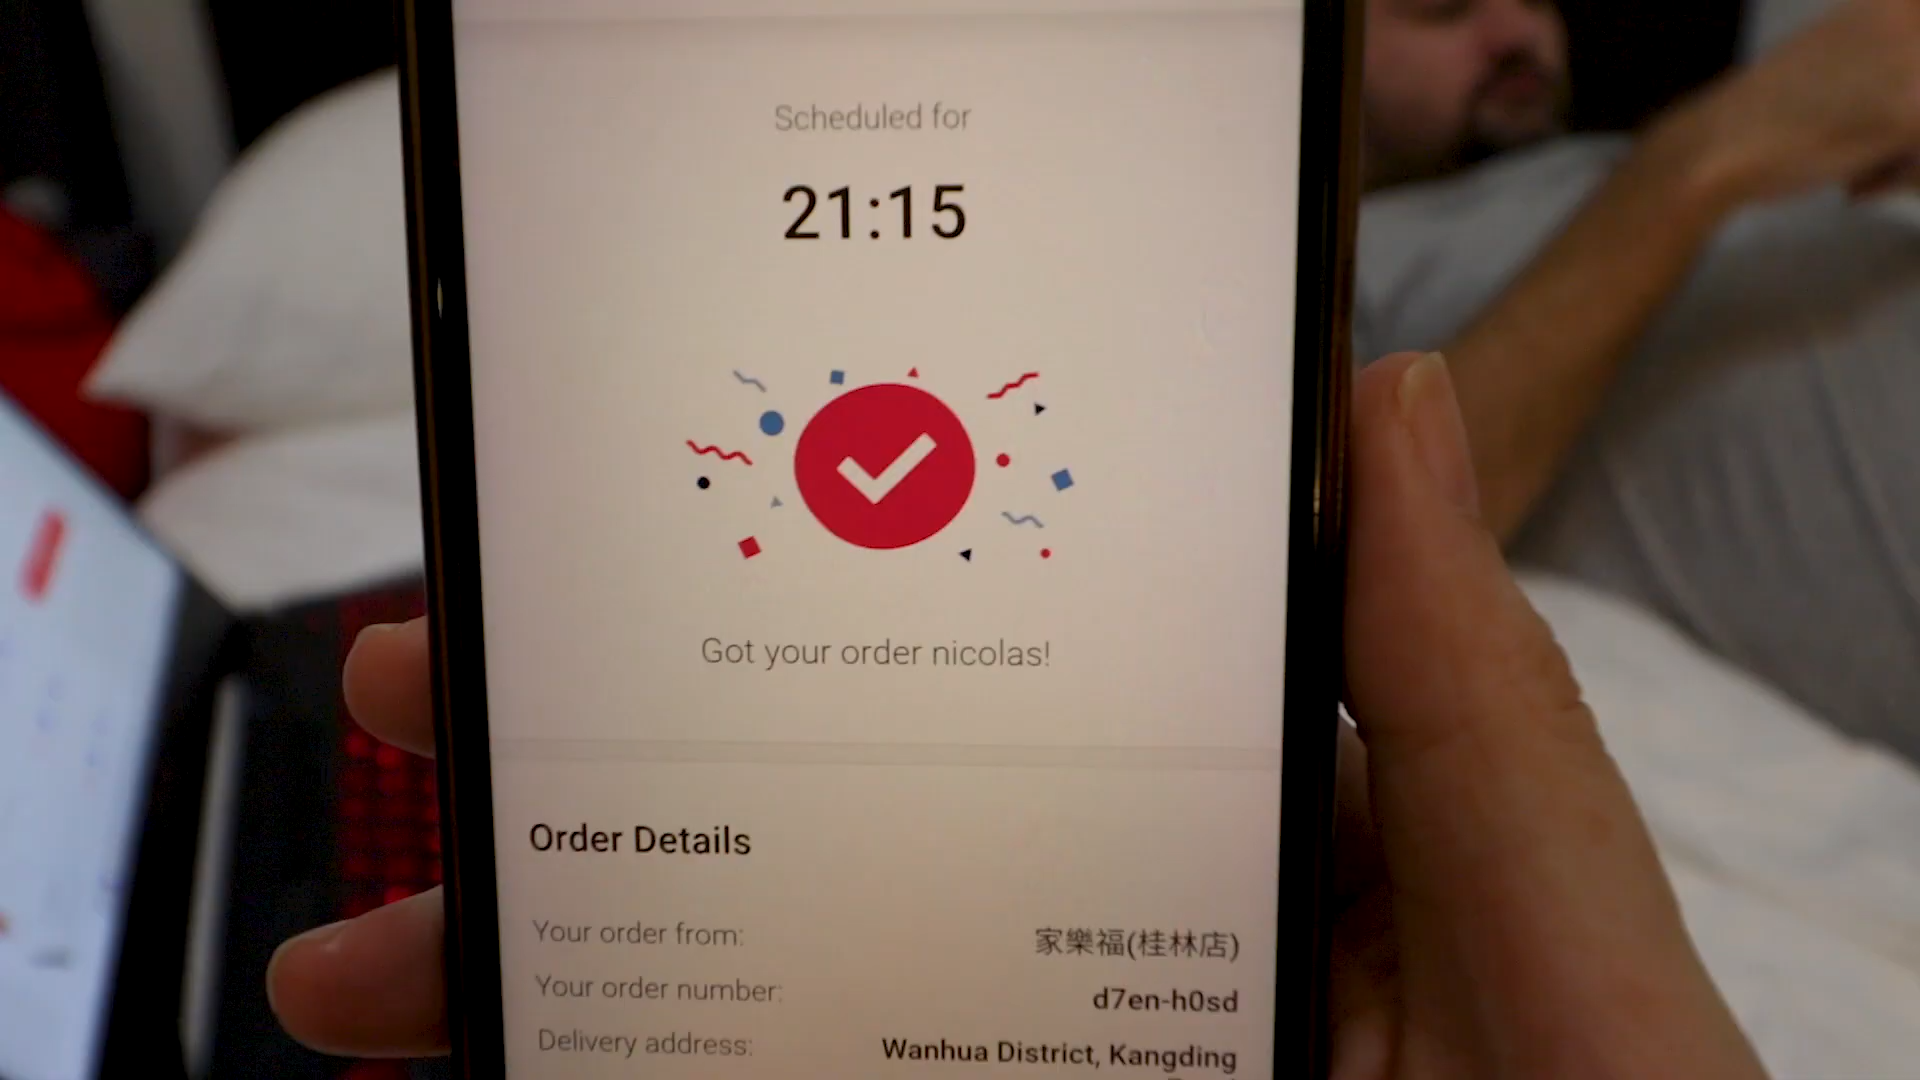 Scheduled for
21:15
Got your order nicolas!
Order Details
Your order from: 家樂福(桂林店)
Your order number: d7en-h0sd
Delivery address: Wanhua District, Kangding